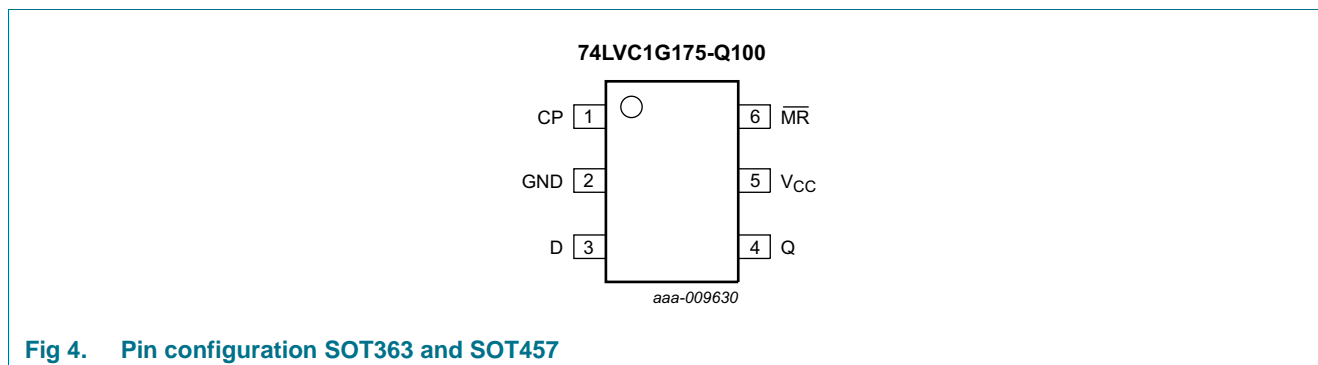 74LVC1G175-Q100
CP 1 6 M̅R̅
GND 2 5 VCC
D 3 4 Q
aaa-009630
Fig 4. Pin configuration SOT363 and SOT457